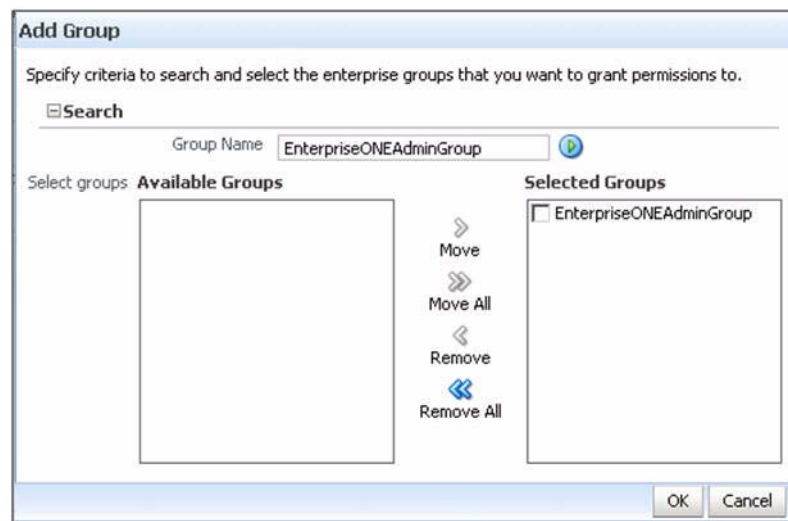 Add Group
Specify criteria to search and select the enterprise groups that you want to grant permissions to.
Search
Group Name EnterpriseONEAdminGroup
Select groups Available Groups Selected Groups
EnterpriseONEAdminGroup
Move
Move All
Remove
Remove All
OK Cancel